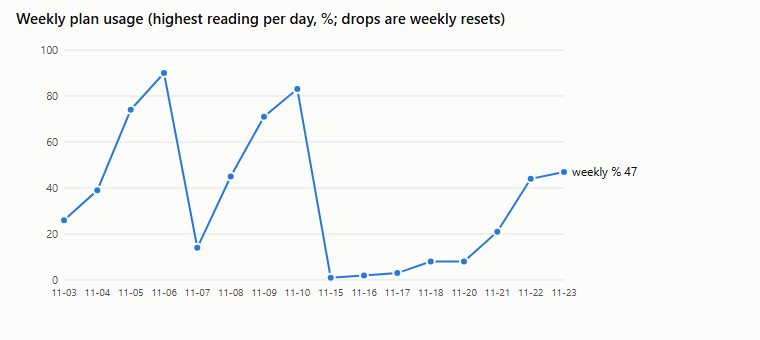 Weekly plan usage (highest reading per day, %; drops are weekly resets)
100
80
60
40
20
0
weekly % 47
11-03 11-04 11-05 11-06 11-07 11-08 11-09 11-10 11-15 11-16 11-17 11-18 11-20 11-21 11-22 11-23